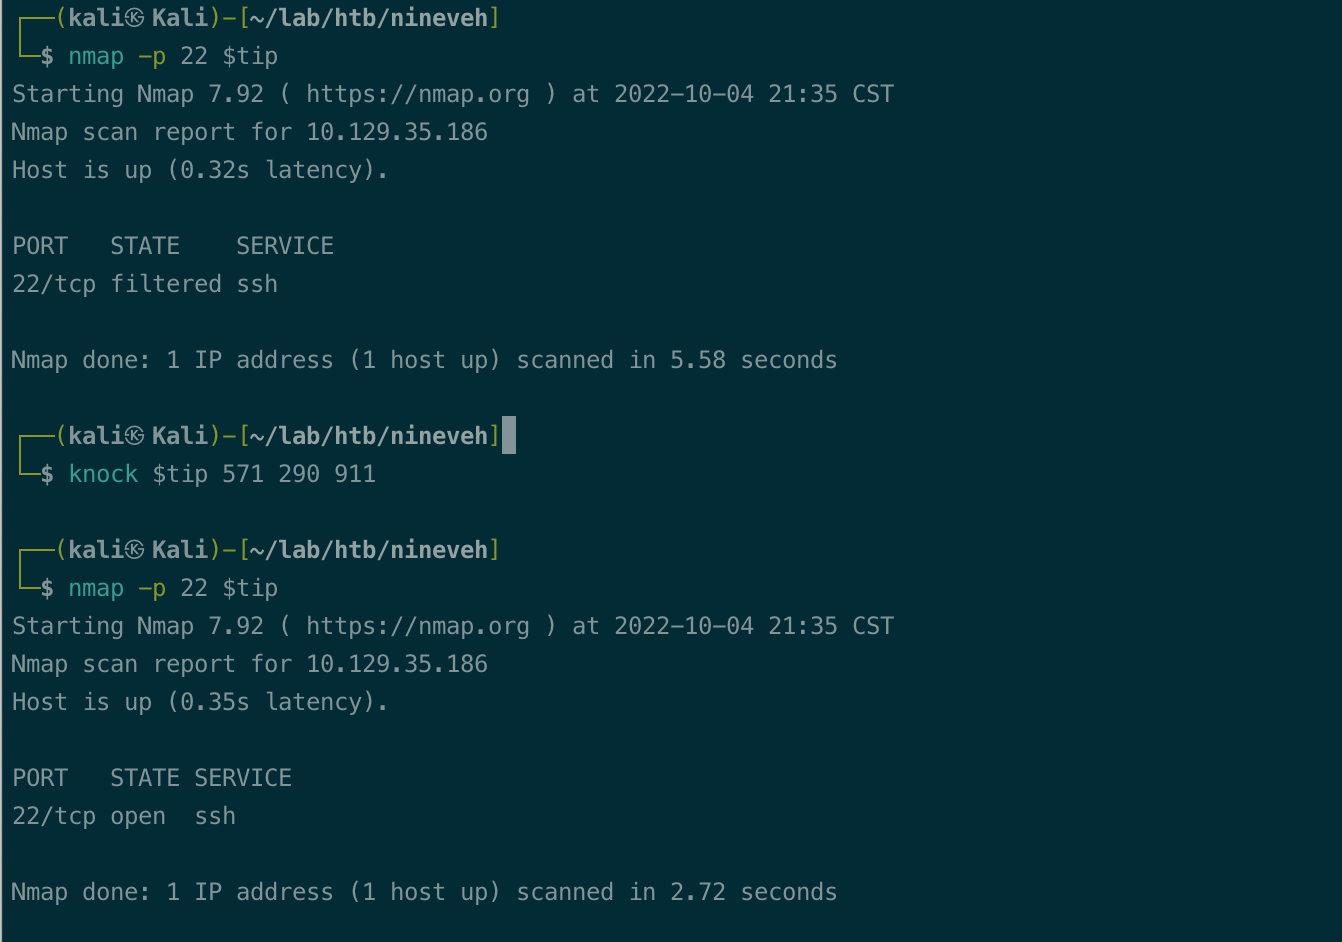 ┌──(kali㉿Kali)-[~/lab/htb/nineveh]
└─$ nmap -p 22 $tip
Starting Nmap 7.92 ( https://nmap.org ) at 2022-10-04 21:35 CST
Nmap scan report for 10.129.35.186
Host is up (0.32s latency).
PORT   STATE    SERVICE
22/tcp filtered ssh
Nmap done: 1 IP address (1 host up) scanned in 5.58 seconds
┌──(kali㉿Kali)-[~/lab/htb/nineveh]
└─$ knock $tip 571 290 911
┌──(kali㉿Kali)-[~/lab/htb/nineveh]
└─$ nmap -p 22 $tip
Starting Nmap 7.92 ( https://nmap.org ) at 2022-10-04 21:35 CST
Nmap scan report for 10.129.35.186
Host is up (0.35s latency).
PORT   STATE SERVICE
22/tcp open  ssh
Nmap done: 1 IP address (1 host up) scanned in 2.72 seconds